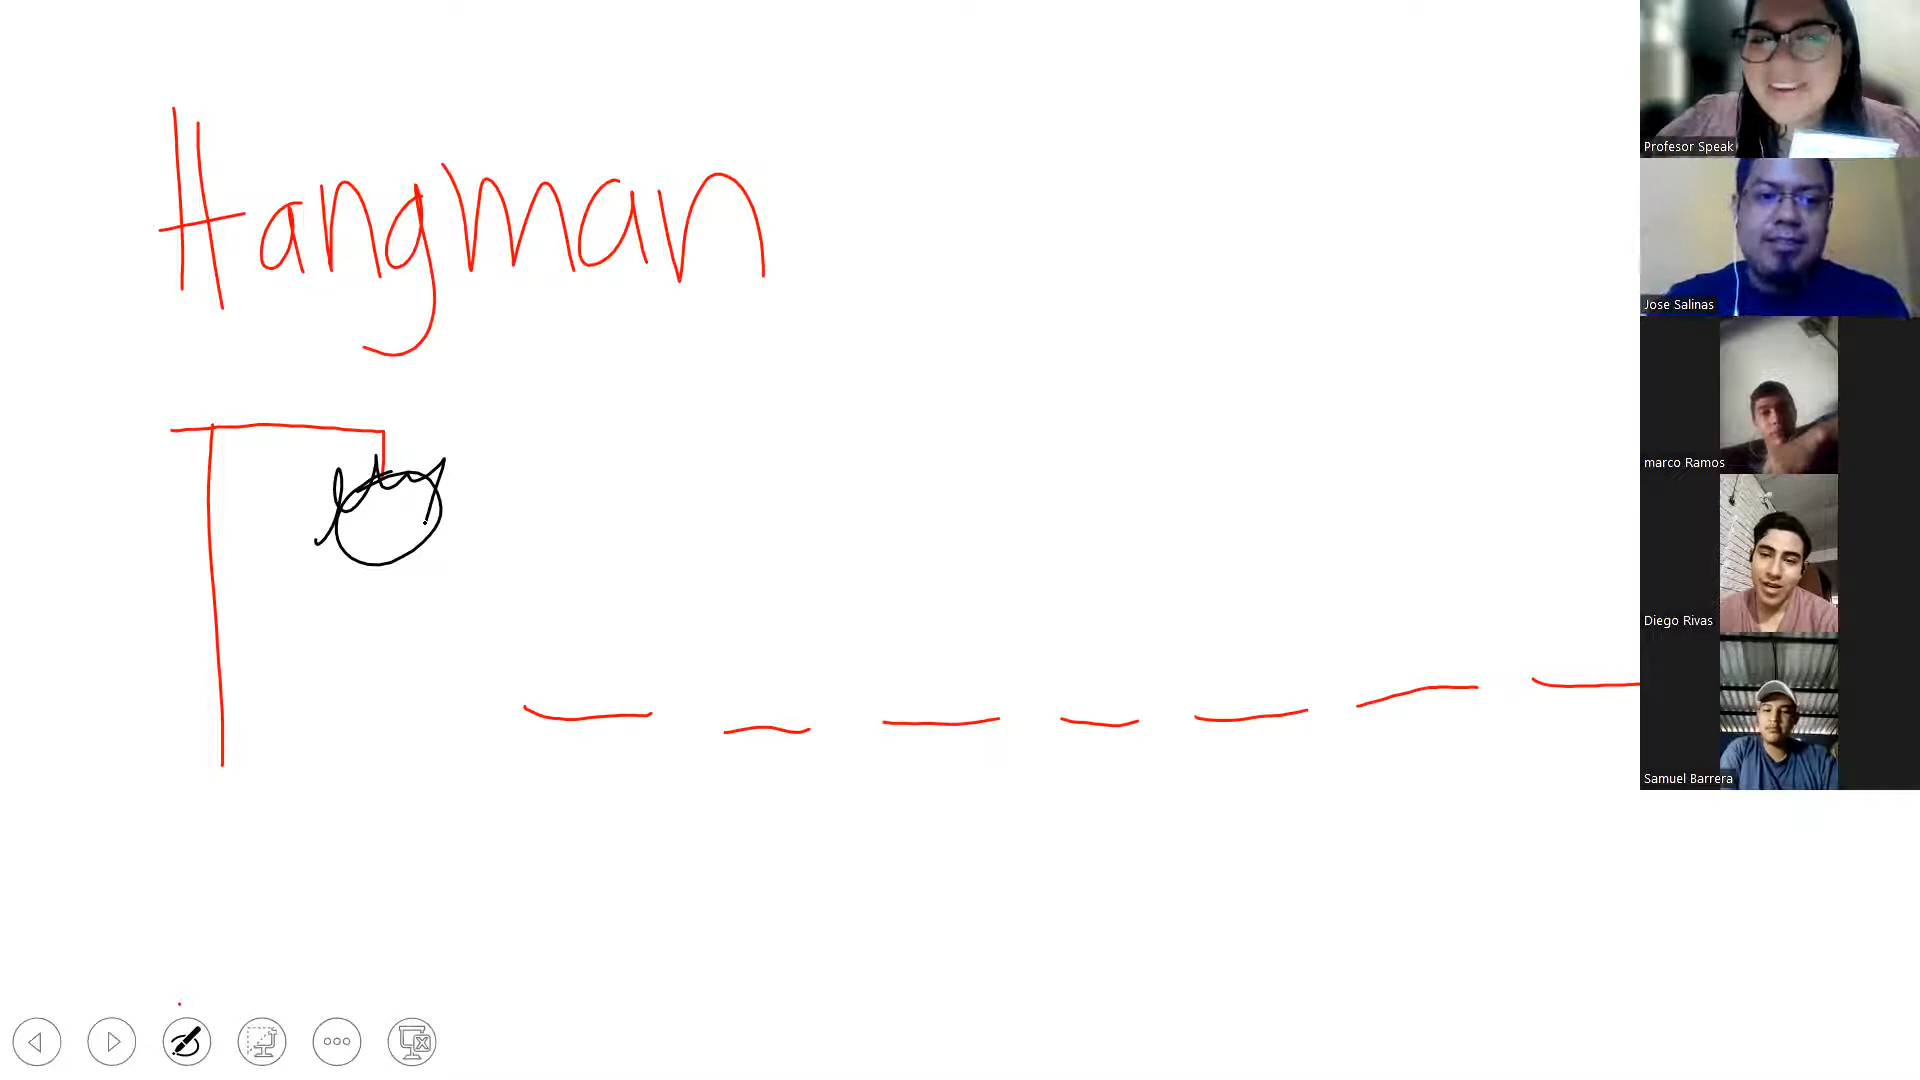 Hangman
Profesor Speak
Jose Salinas
marco Ramos
Diego Rivas
Samuel Barrera